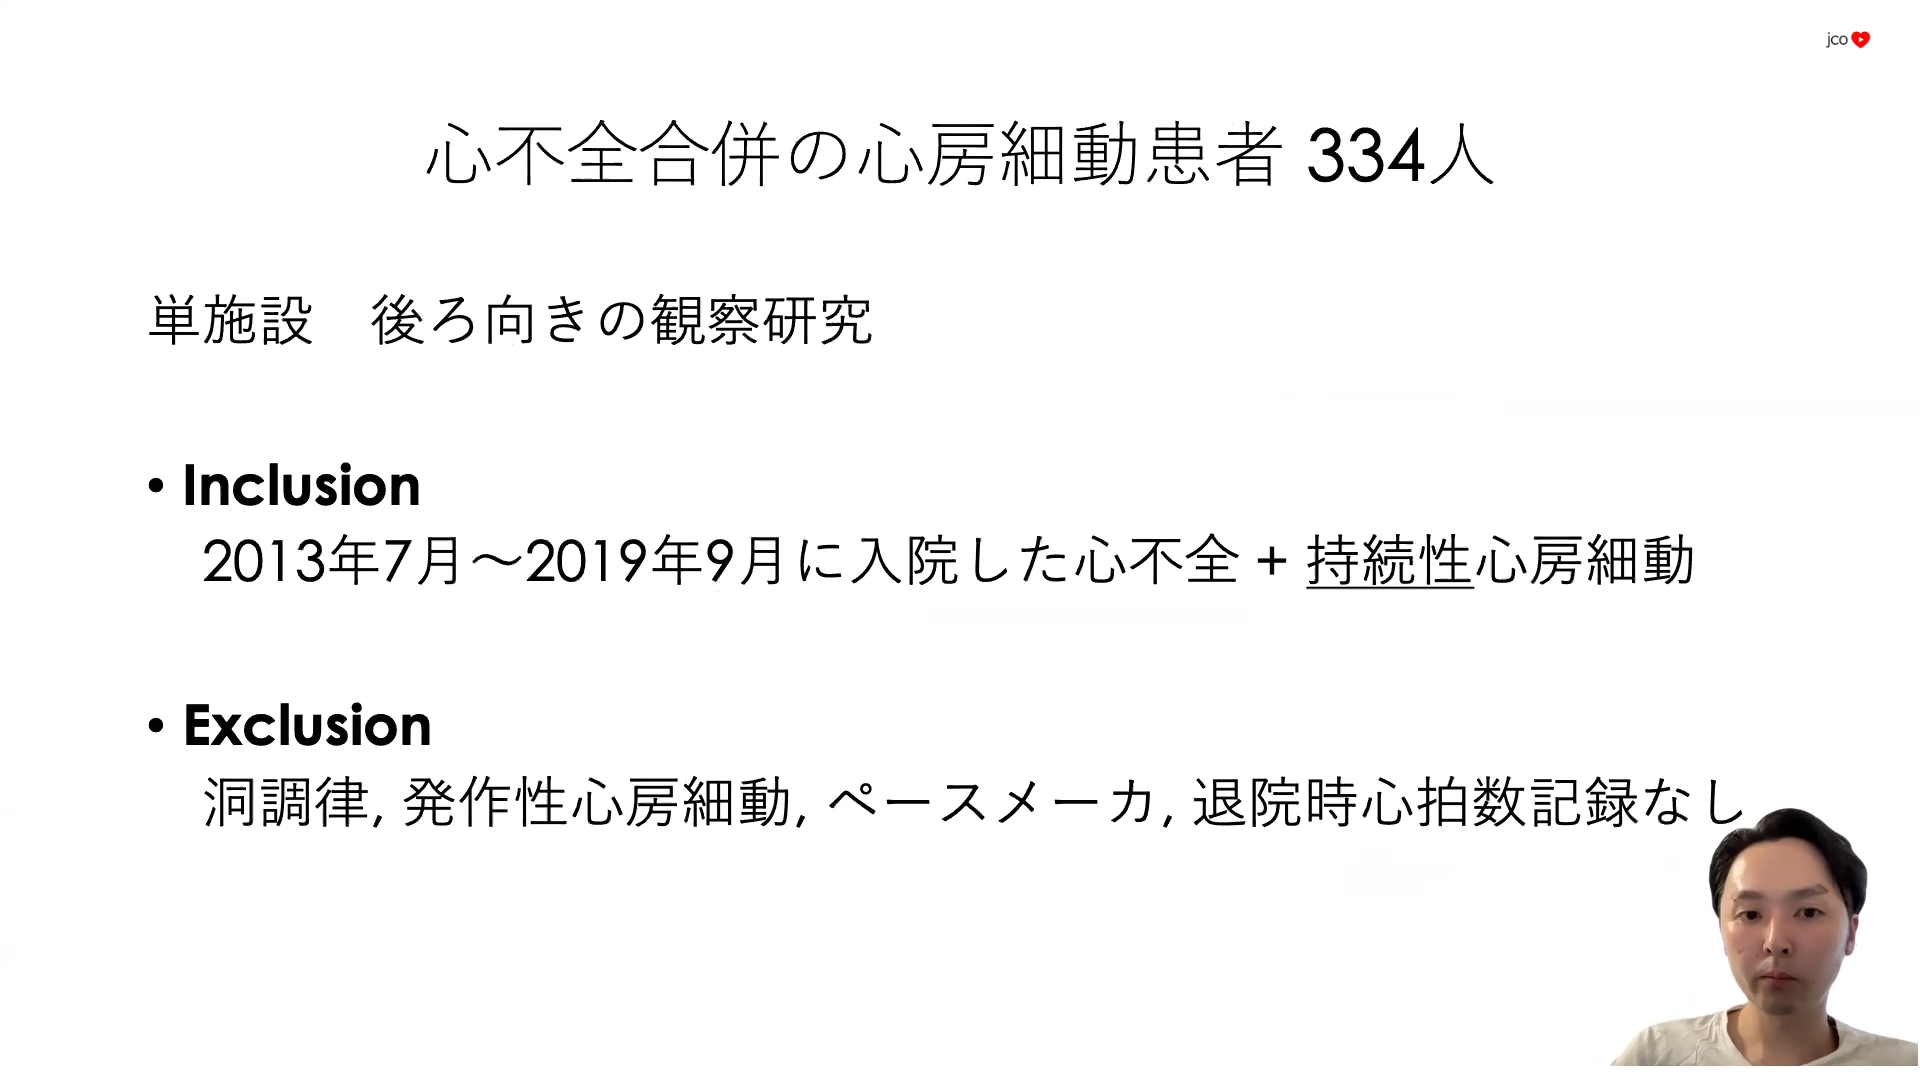 jco
心不全合併の心房細動患者 334人
単施設　後ろ向きの観察研究
• Inclusion
2013年7月～2019年9月に入院した心不全 + 持続性心房細動
• Exclusion
洞調律, 発作性心房細動, ペースメーカ, 退院時心拍数記録なし